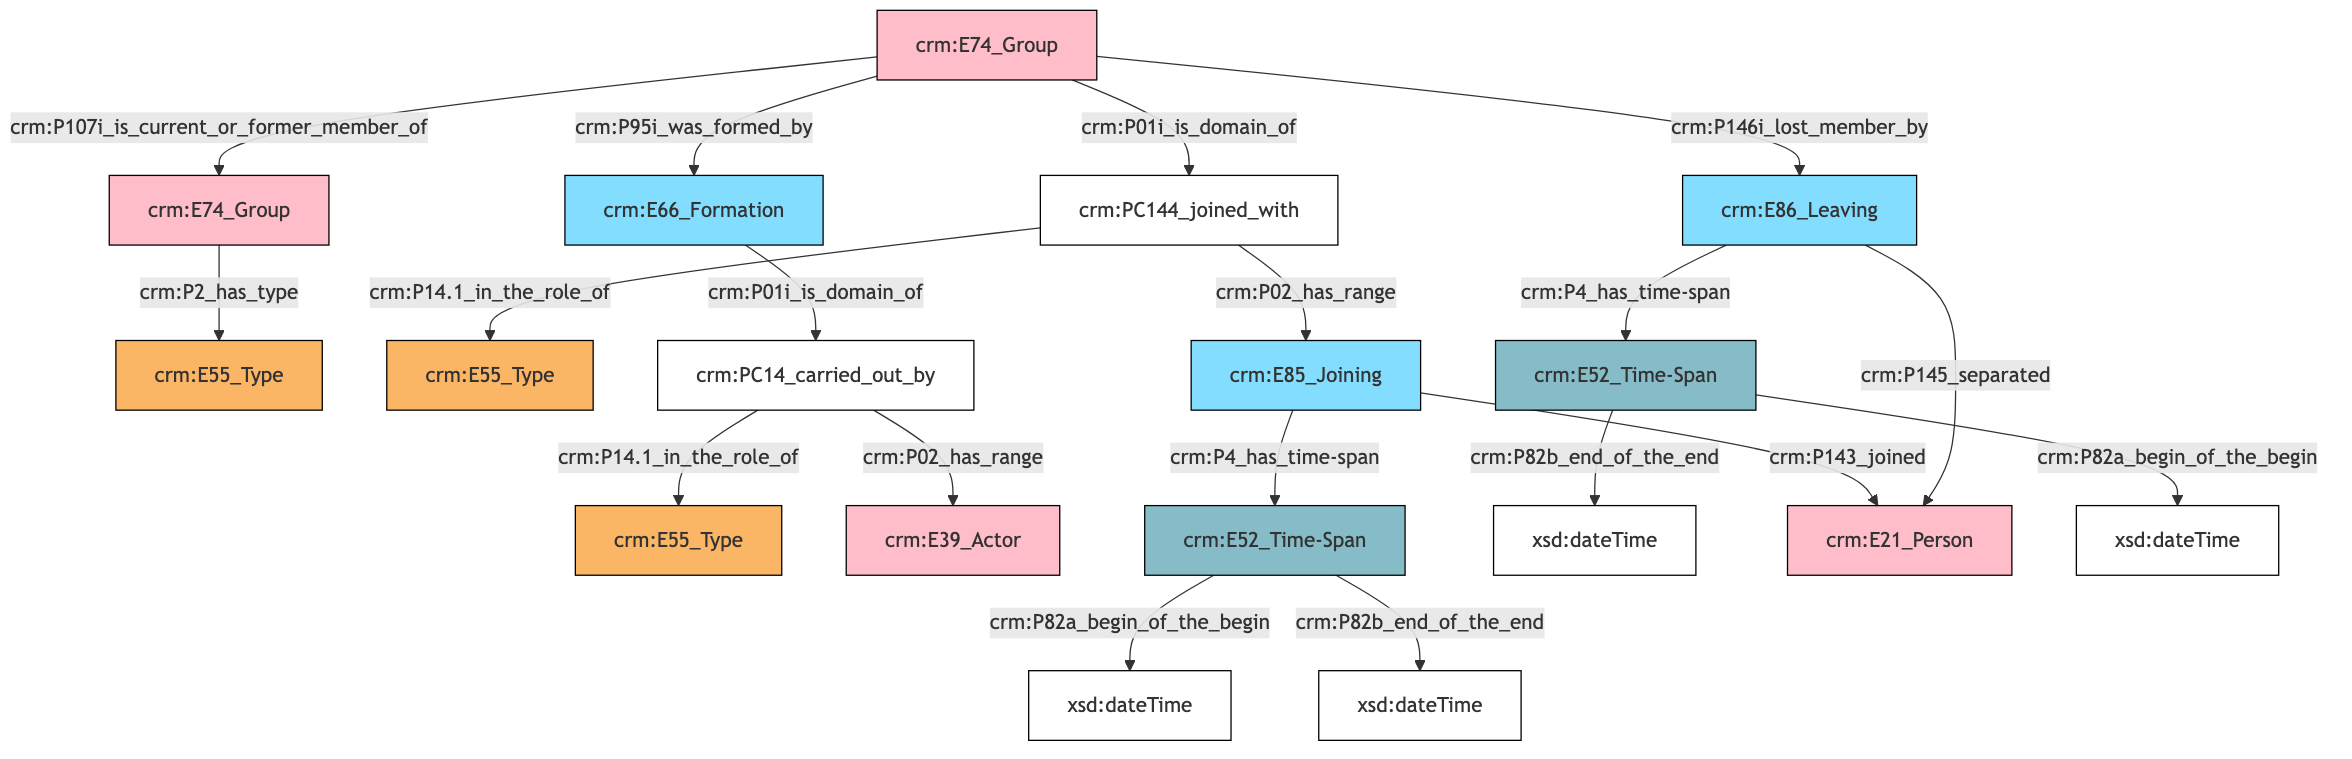 crm:E74_Group
crm:P107i_is_current_or_former_member_of
crm:P95i_was_formed_by
crm:P01i_is_domain_of
crm:P146i_lost_member_by
crm:E74_Group
crm:E66_Formation
crm:PC144_joined_with
crm:E86_Leaving
crm:P2_has_type
crm:P14.1_in_the_role_of
crm:P01i_is_domain_of
crm:P02_has_range
crm:P4_has_time-span
crm:E55_Type
crm:E55_Type
crm:PC14_carried_out_by
crm:E85_Joining
crm:E52_Time-Span
crm:P145_separated
crm:P14.1_in_the_role_of
crm:P02_has_range
crm:P4_has_time-span
crm:P82b_end_of_the_end
crm:P143_joined
crm:P82a_begin_of_the_begin
crm:E55_Type
crm:E39_Actor
crm:E52_Time-Span
xsd:dateTime
crm:E21_Person
xsd:dateTime
crm:P82a_begin_of_the_begin
crm:P82b_end_of_the_end
xsd:dateTime
xsd:dateTime